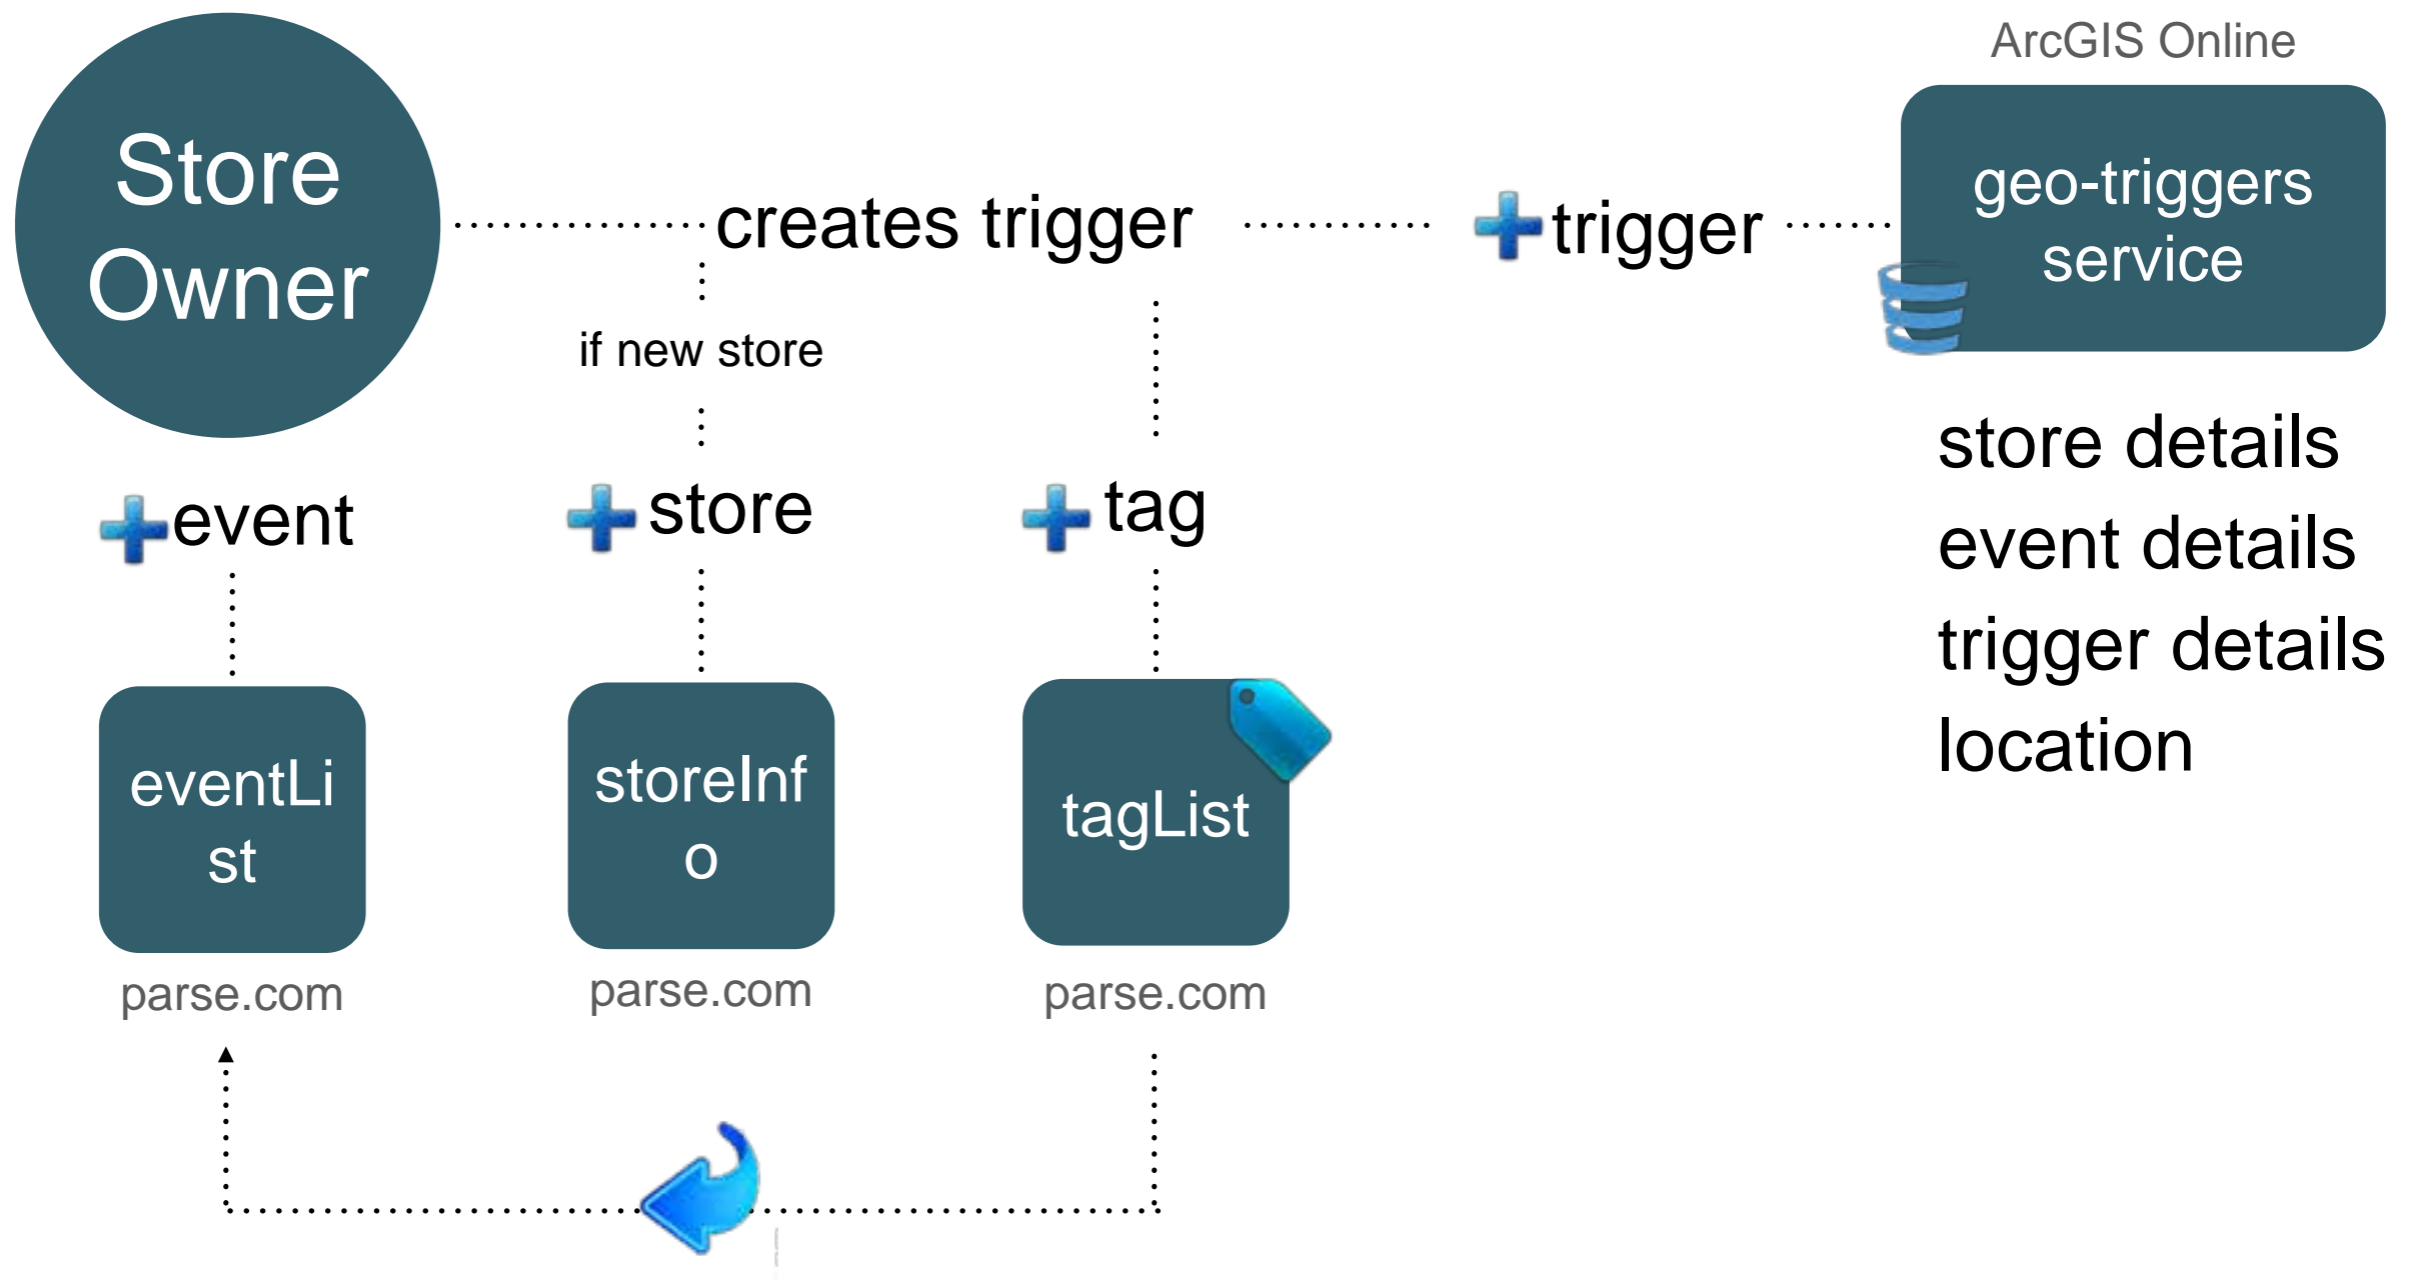 ArcGIS Online
Store
Owner
creates trigger
trigger
geo-triggers
service
if new store
event
store
tag
store details
event details
trigger details
location
eventLi
st
storeInf
o
tagList
parse.com
parse.com
parse.com